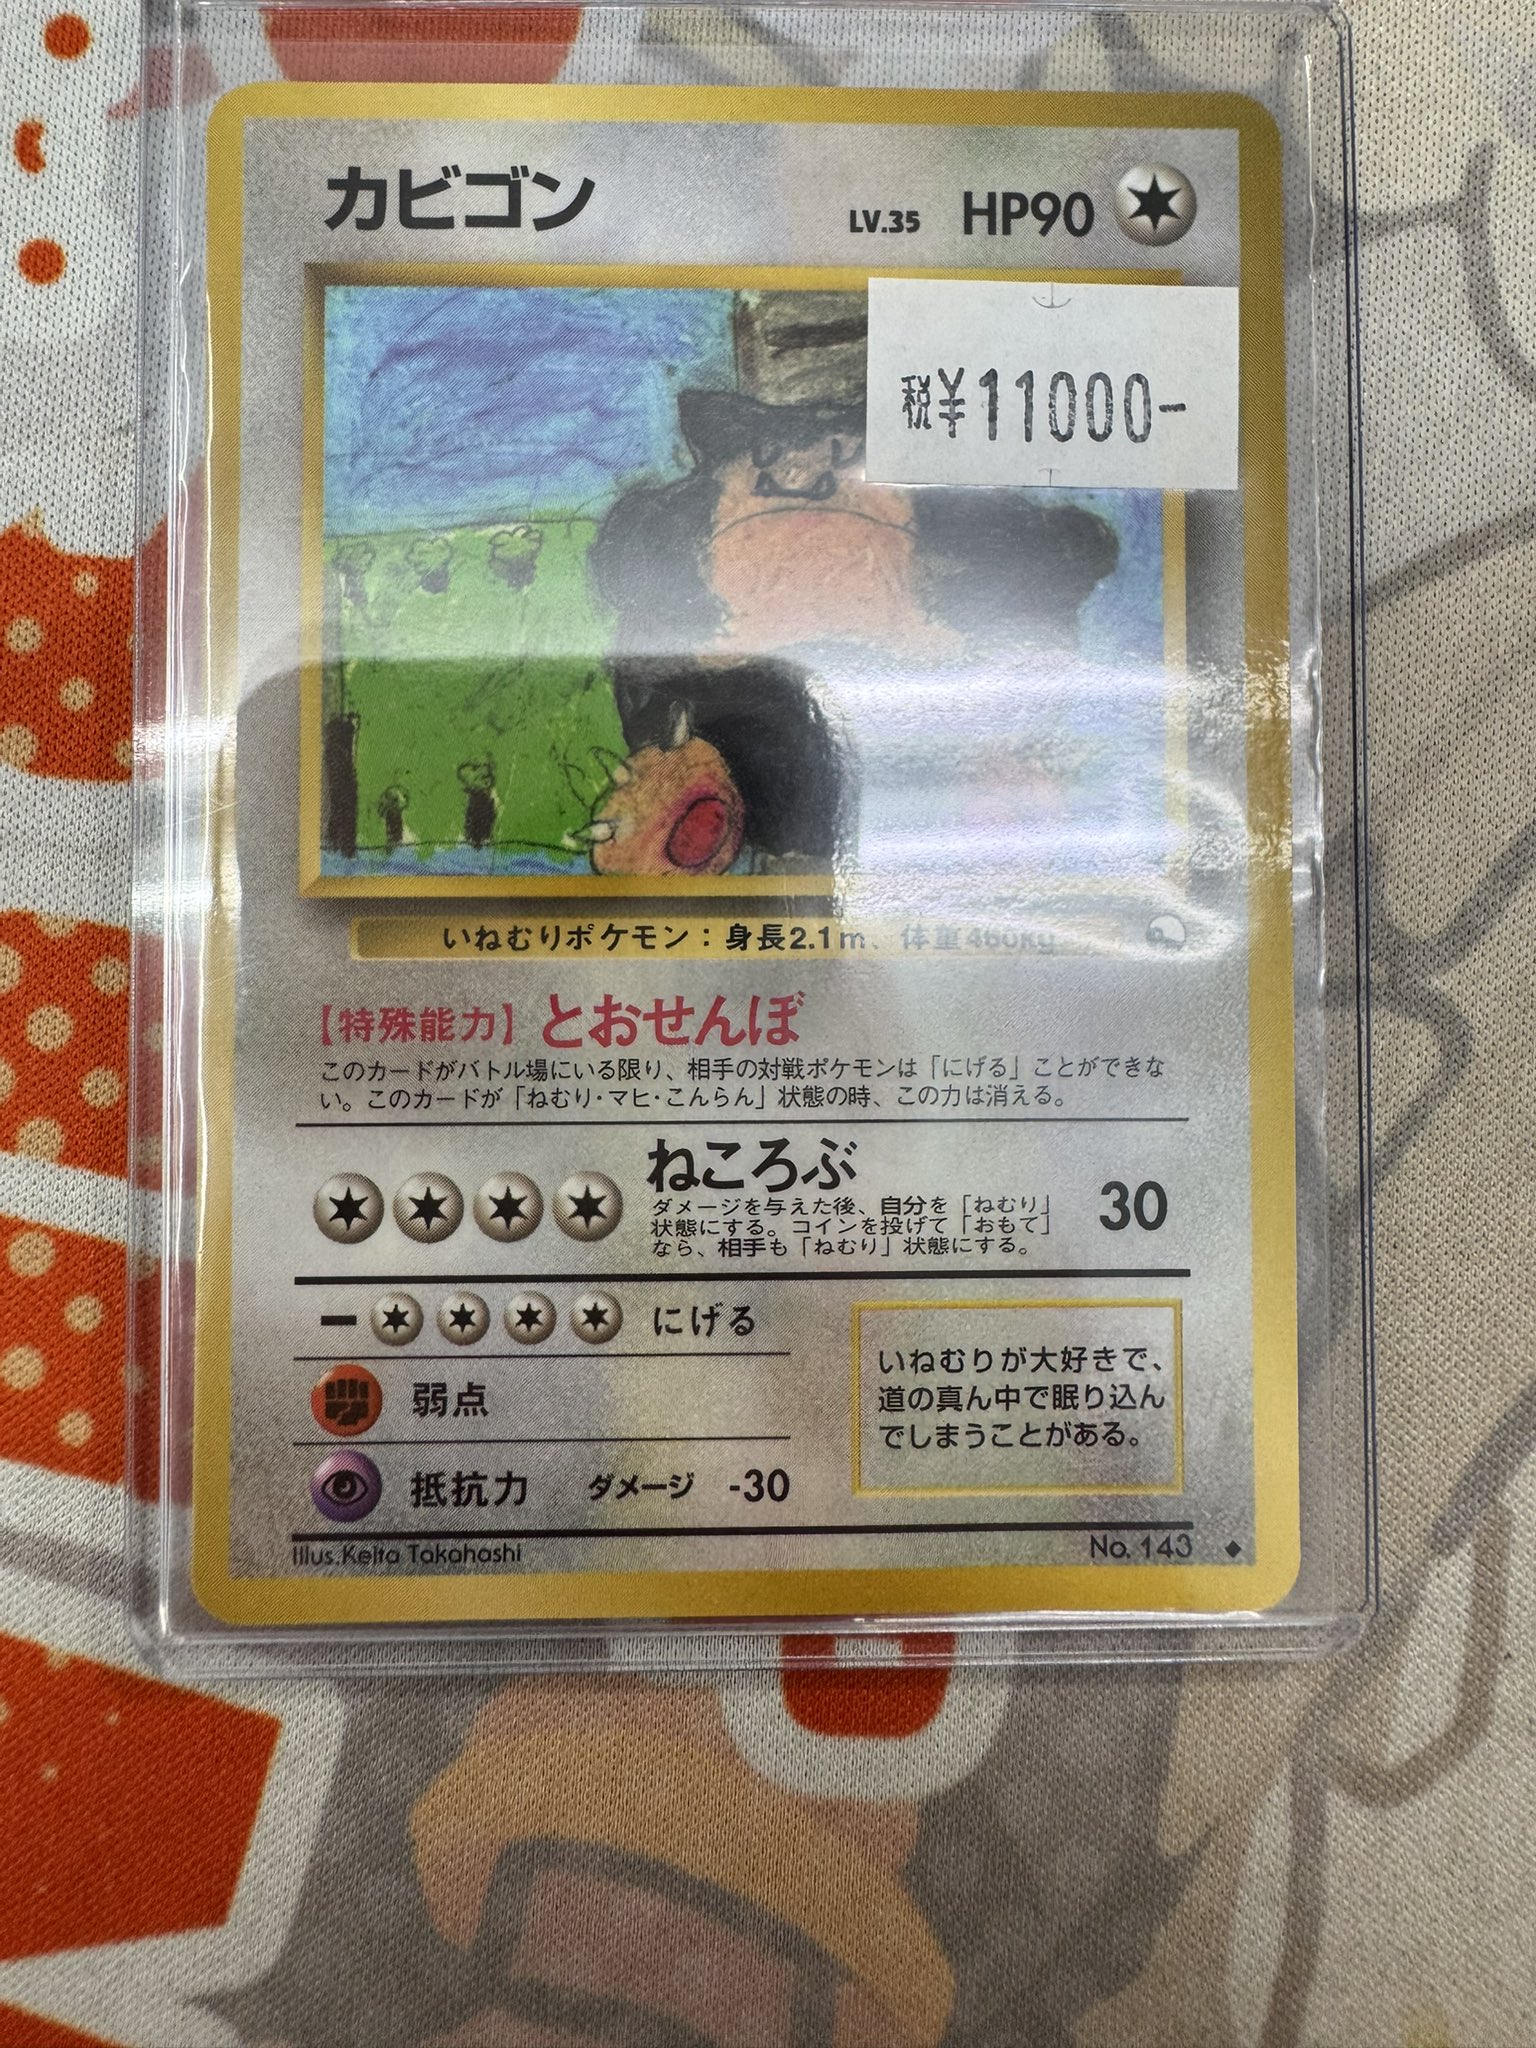 カビゴン LV.35 HP90
税¥11000-
いねむりポケモン：身長2.1m、体重460kg
【特殊能力】とおせんぼ
このカードがバトル場にいる限り、相手の対戦ポケモンは「にげる」ことができな
い。このカードが「ねむり・マヒ・こんらん」状態の時、この力は消える。
ねころぶ 30
ダメージを与えた後、自分を「ねむり」
状態にする。コインを投げて「おもて」
なら、相手も「ねむり」状態にする。
ー にげる
弱点
抵抗力 ダメージ -30
いねむりが大好きで、
道の真ん中で眠り込ん
でしまうことがある。
Illus.Keita Takahashi No. 143